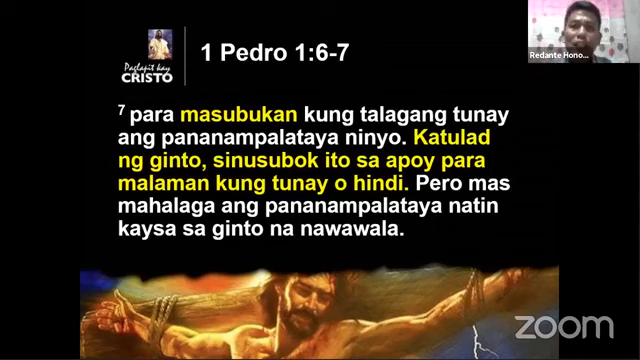 Paglapit kay
CRISTO
1 Pedro 1:6-7
7 para masubukan kung talagang tunay
ang pananampalataya ninyo. Katulad
ng ginto, sinusubok ito sa apoy para
malaman kung tunay o hindi. Pero mas
mahalaga ang pananampalataya natin
kaysa sa ginto na nawawala.
Redante Hono...
zoom